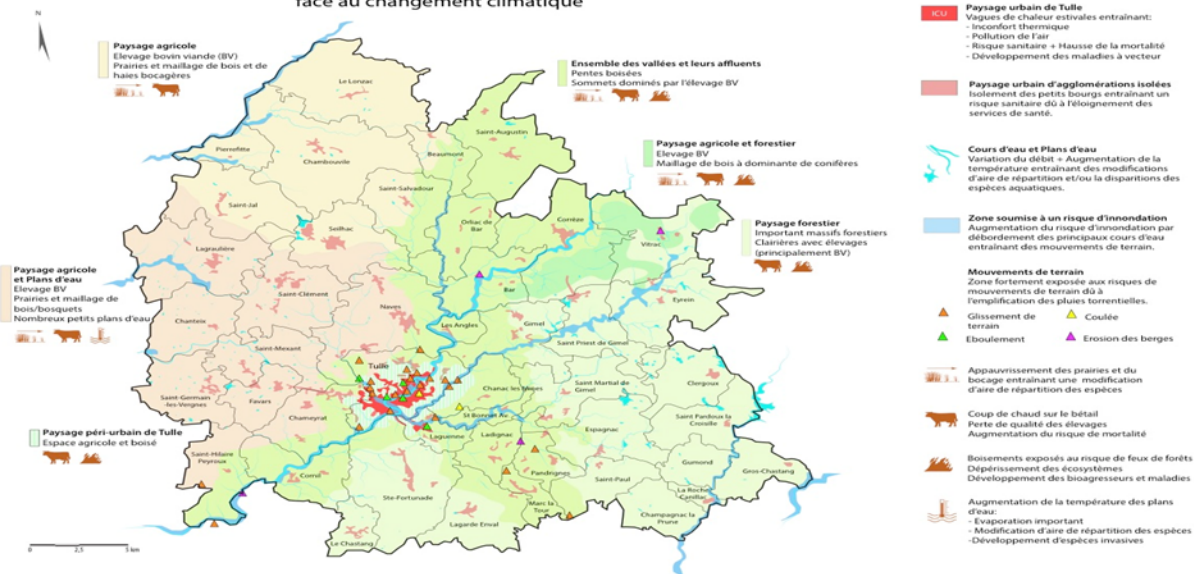 face au changement climatique
N
Paysage agricole
Elevage bovin viande (BV)
Prairies et maillage de bois et de
haies bocagères
Ensemble des vallées et leurs affluents
Pentes boisées
Sommets dominés par l'élevage BV
Paysage agricole et forestier
Elevage BV
Maillage de bois à dominante de conifères
Paysage forestier
Important massifs forestiers
Clairières avec élevages
(principalement BV)
Paysage agricole
et Plans d'eau
Elevage BV
Prairies et maillage de
bois/bosquets
Nombreux petits plans d'eau
Paysage péri-urbain de Tulle
Espace agricole et boisé
Le Lonzac
Pierrefitte
Chamboulive
Beaumont
Saint-Augustin
Saint-Salvadour
Saint-Jal
Seilhac
Orliac de
Bar
Corrèze
Vitrac
Lagraulière
Saint-Clément
Naves
Bar
Eyrein
Chanteix
Les Angles
Gimel
Saint Priest de Gimel
Saint-Mexant
Tulle
Chanac les Mines
Saint Martial de
Gimel
Clergoux
Saint-Germain
-les-Vergnes
Favars
Chameyrat
St Bonnet Av.
Saint Pardoux la
Croisille
Laguenne
Ladignac
Espagnac
Saint-Hilaire
Peyroux
Cornil
Ste-Fortunade
Pandrignes
Saint-Paul
Gumond
Gros-Chastang
La Roche
Canillac
Marc la
Tour
Lagarde Enval
Champagnac la
Prune
Le Chastang
0
2,5
5 km
ICU
Paysage urbain de Tulle
Vagues de chaleur estivales entraînant:
- Inconfort thermique
- Pollution de l'air
- Risque sanitaire + Hausse de la mortalité
- Développement des maladies à vecteur
Paysage urbain d'agglomérations isolées
Isolement des petits bourgs entraînant un
risque sanitaire dû à l'éloignement des
services de santé.
Cours d'eau et Plans d'eau
Variation du débit + Augmentation de la
température entraînant des modifications
d'aire de répartition et/ou la disparitions des
espèces aquatiques.
Zone soumise à un risque d'innondation
Augmentation du risque d'innondation par
débordement des principaux cours d'eau
entraînant des mouvements de terrain.
Mouvements de terrain
Zone fortement exposée aux risques de
mouvements de terrain dû à
l'emplification des pluies torrentielles.
Glissement de
terrain
Coulée
Eboulement
Erosion des berges
Appauvrissement des prairies et du
bocage entraînant une modification
d'aire de répartition d'espèces
Coup de chaud sur le bétail
Perte de qualité des élevages
Augmentation du risque de mortalité
Boisements exposés au risque de feux de forêts
Dépérissement des écosystèmes
Développement des bioagresseurs et maladies
Augmentation de la température des plans
d'eau:
- Evaporation important
- Modification d'aire de répartition des espèces
-Développement d'espèces invasives